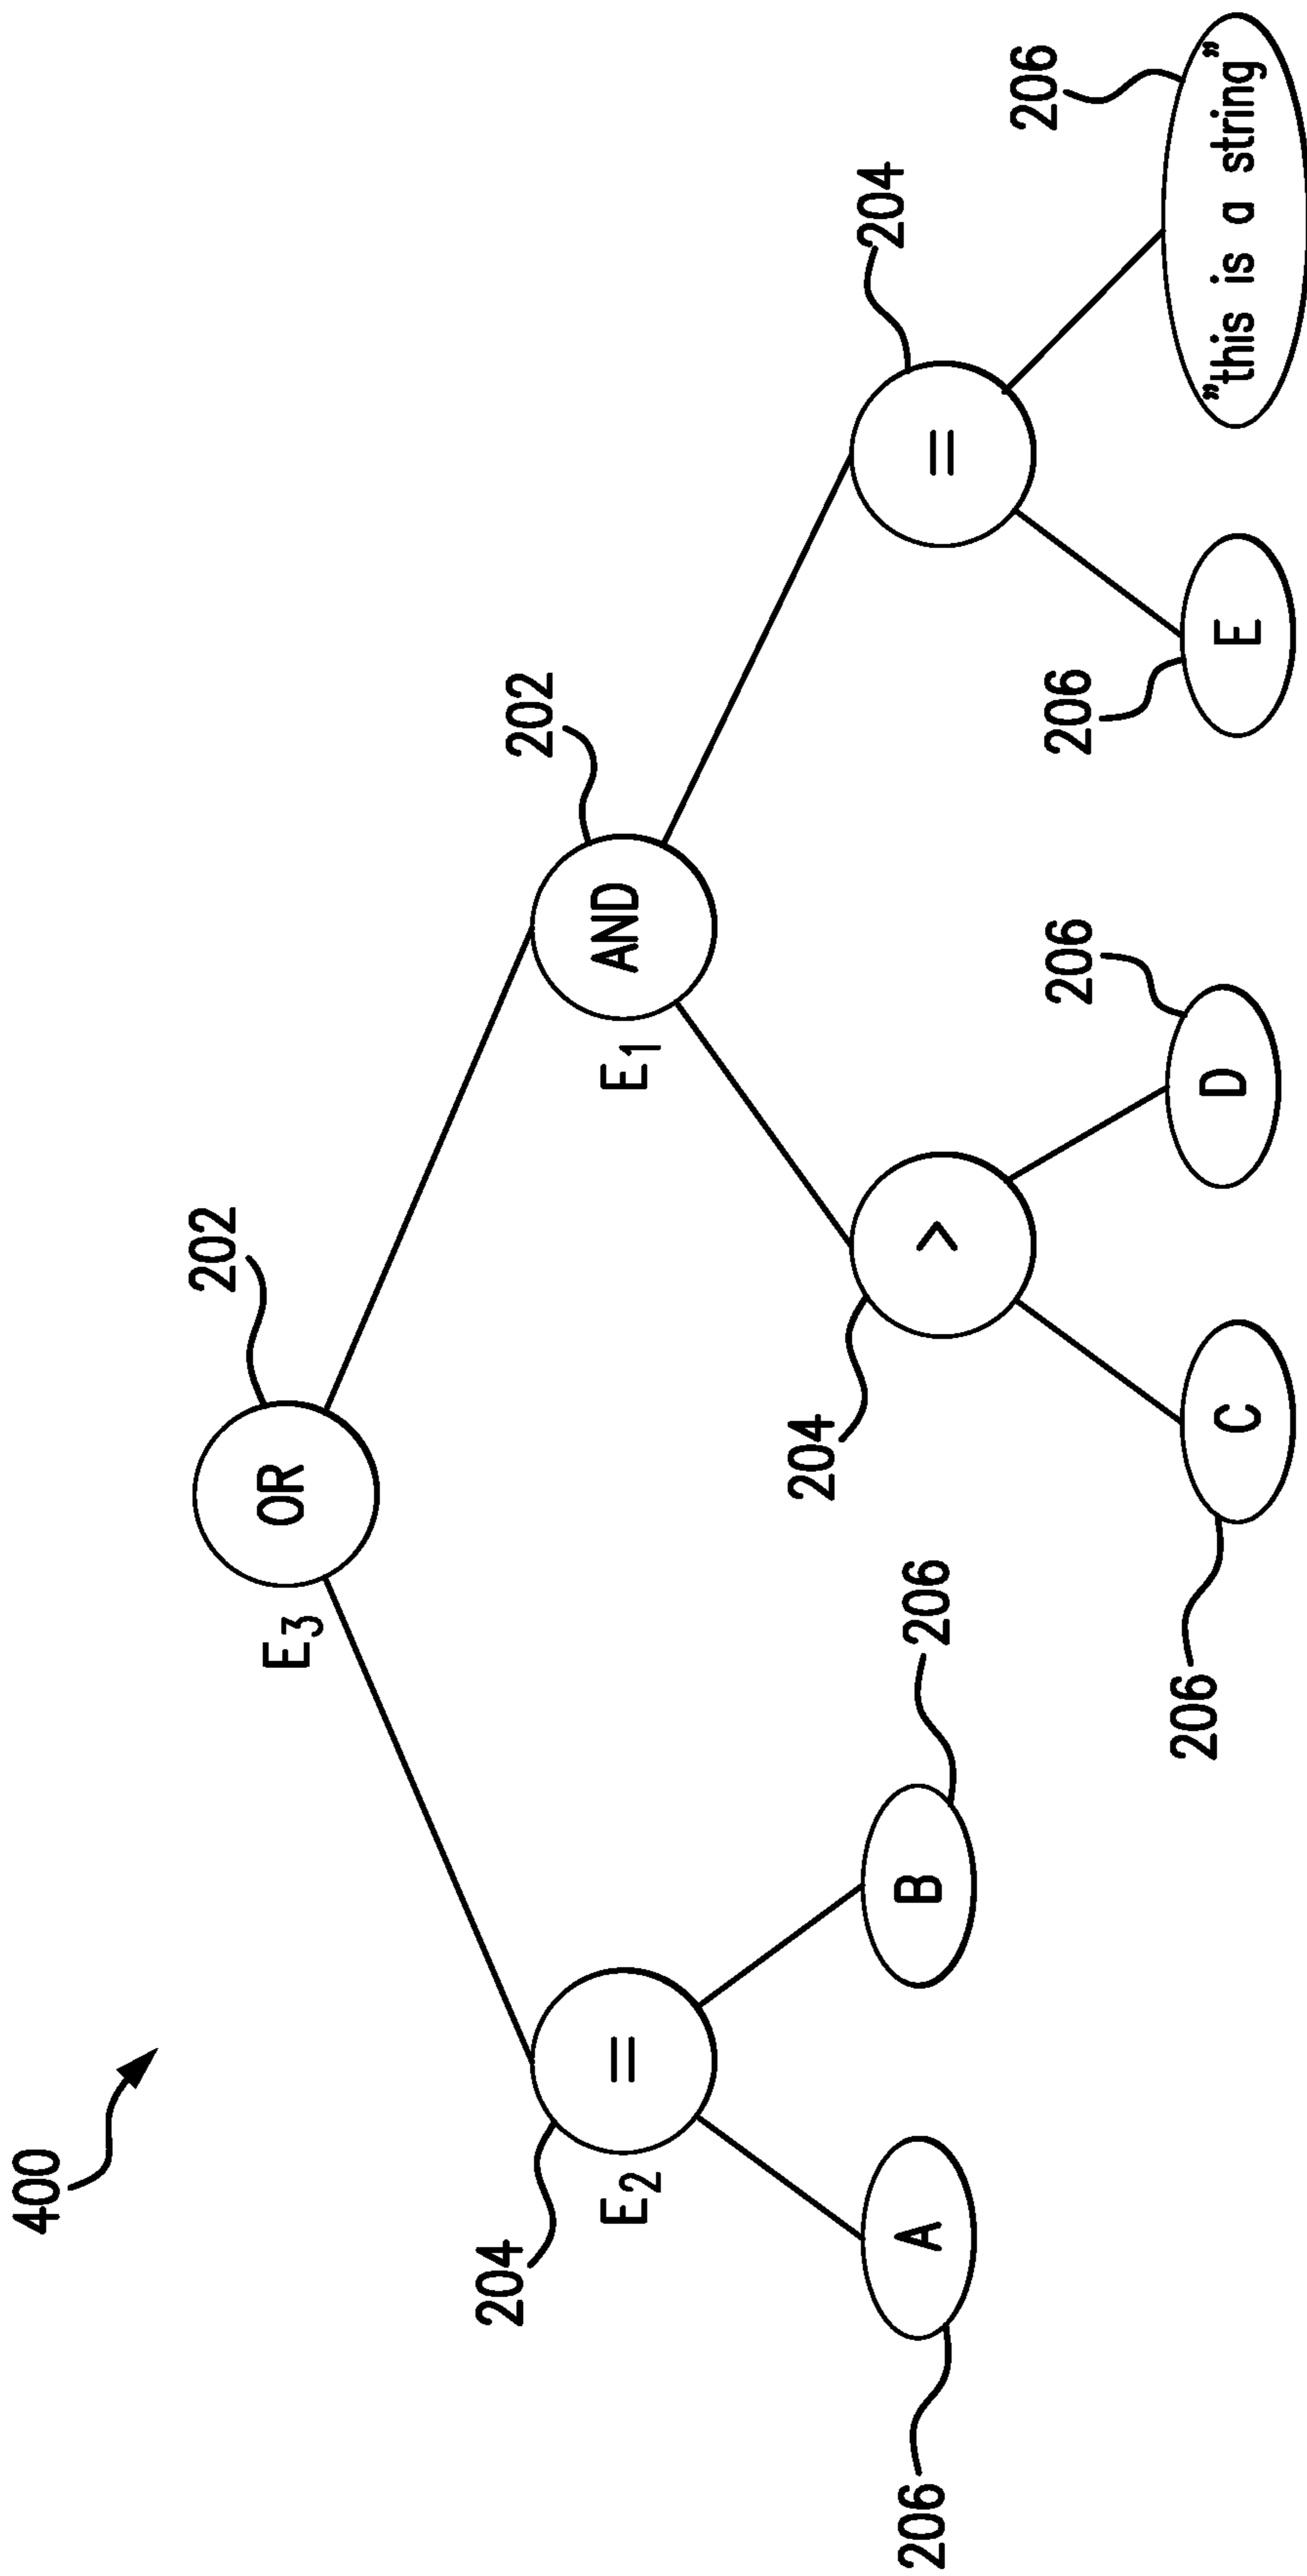 400
202
OR
E3
204
202
=
AND
E2
E1
204
204
206
A
B
206
>
=
206
206
206
C
D
E
"this is a string"
206